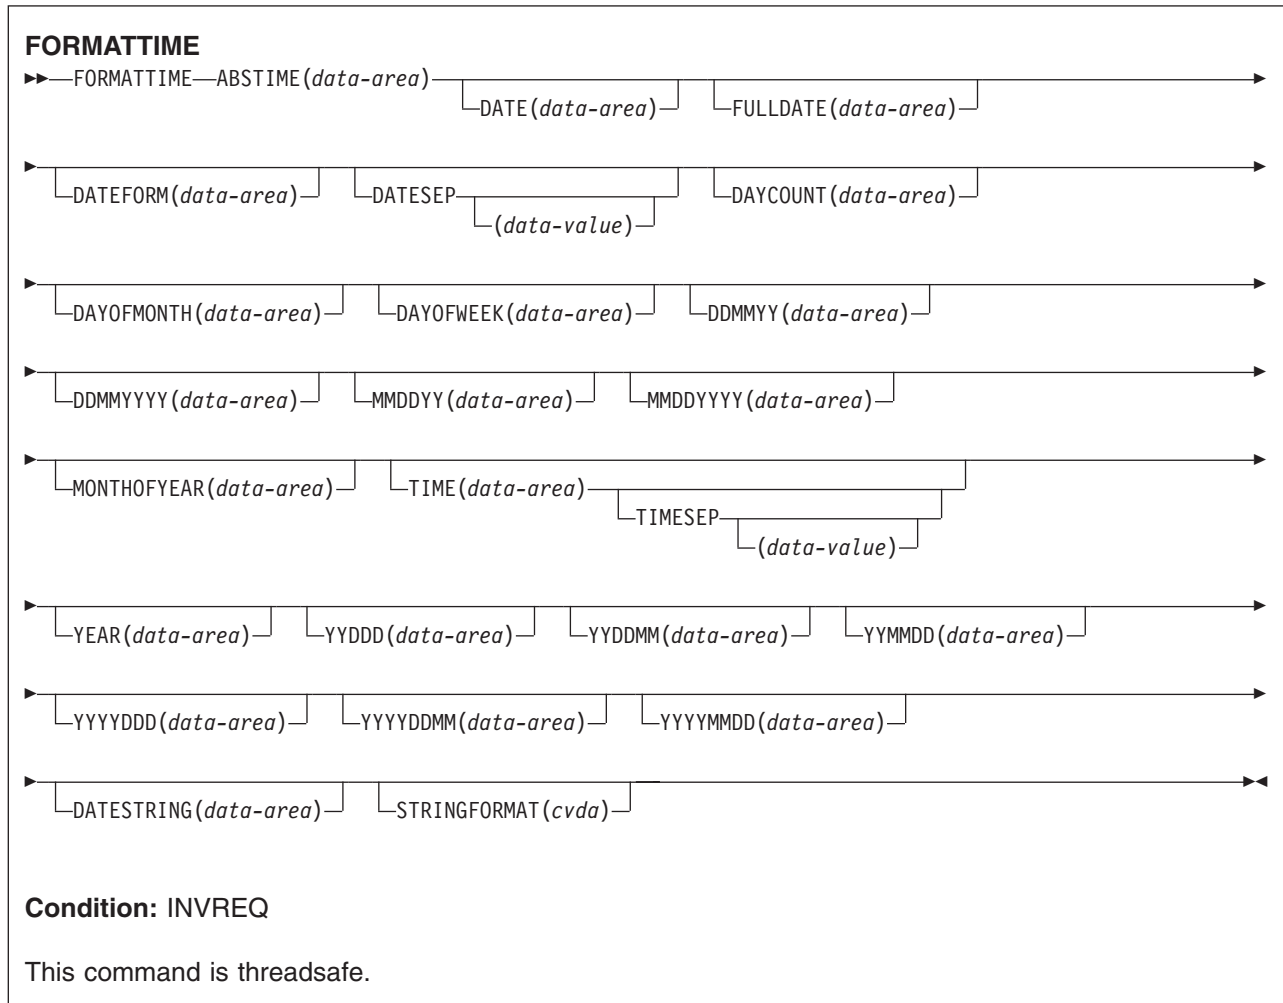 FORMATTIME
FORMATTIME ABSTIME(data-area)
DATE(data-area) FULLDATE(data-area)
DATEFORM(data-area) DATESEP DAYCOUNT(data-area)
(data-value)
DAYOFMONTH(data-area) DAYOFWEEK(data-area) DDMMYY(data-area)
DDMMYYYY(data-area) MMDDYY(data-area) MMDDYYYY(data-area)
MONTHOFYEAR(data-area) TIME(data-area)
TIMESEP
(data-value)
YEAR(data-area) YYDDD(data-area) YYDDMM(data-area) YYMMDD(data-area)
YYYYDDD(data-area) YYYYDDMM(data-area) YYYYMMDD(data-area)
DATESTRING(data-area) STRINGFORMAT(cvda)
Condition: INVREQ
This command is threadsafe.